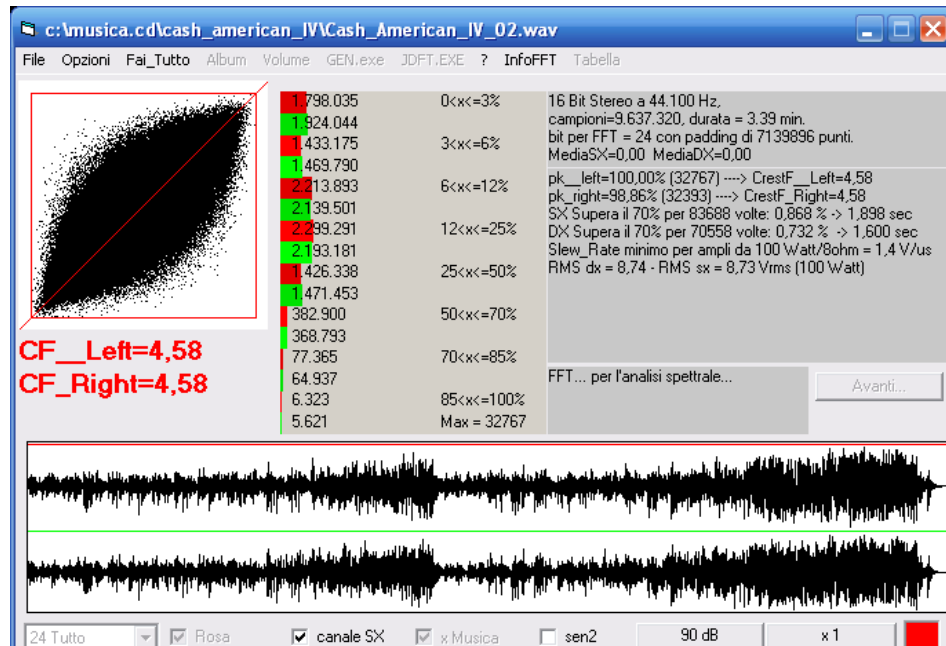 c:\musica.cd\cash_american_IV\Cash_American_IV_02.wav
File Opzioni Fai_Tutto Album Volume GEN.exe JDFT.EXE ? InfoFFT Tabella
1.798.035 0<x<=3%
1.924.044
1.433.175 3<x<=6%
1.469.790
2.213.893 6<x<=12%
2.139.501
2.299.291 12<x<=25%
2.193.181
1.426.338 25<x<=50%
1.471.453
382.900 50<x<=70%
368.793
77.365 70<x<=85%
64.937
6.323 85<x<=100%
5.621 Max = 32767
16 Bit Stereo a 44.100 Hz,
campioni=9.637.320, durata = 3.39 min.
bit per FFT = 24 con padding di 7139896 punti.
MediaSX=0,00 MediaDX=0,00
pk__left=100,00% (32767) ----> CrestF__Left=4,58
pk_right=98,86% (32393) ----> CrestF_Right=4,58
SX Supera il 70% per 83688 volte: 0,868 % -> 1,898 sec
DX Supera il 70% per 70558 volte: 0,732 % -> 1,600 sec
Slew_Rate minimo per ampli da 100 Watt/8ohm = 1,4 V/us
RMS dx = 8,74 - RMS sx = 8,73 Vrms (100 Watt)
CF__Left=4,58
CF_Right=4,58
FFT... per l'analisi spettrale...
Avanti...
24 Tutto Rosa canale SX x Musica sen2 90 dB x 1